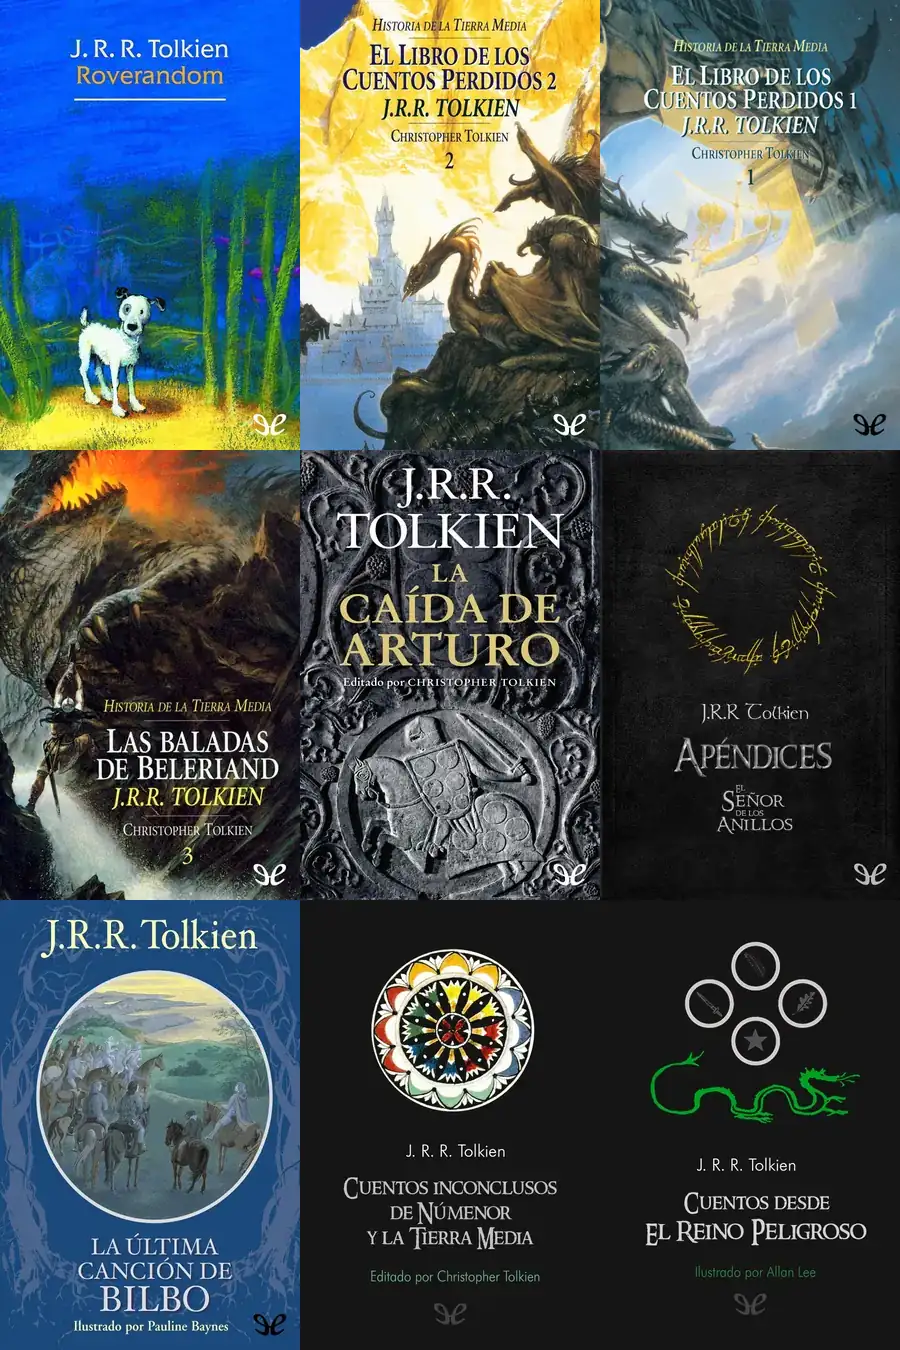 J. R. R. Tolkien
Roverandom
HISTORIA DE LA TIERRA MEDIA
EL LIBRO DE LOS
CUENTOS PERDIDOS 2
J.R.R. TOLKIEN
CHRISTOPHER TOLKIEN
2
HISTORIA DE LA TIERRA MEDIA
EL LIBRO DE LOS
CUENTOS PERDIDOS 1
J.R.R. TOLKIEN
CHRISTOPHER TOLKIEN
1
HISTORIA DE LA TIERRA MEDIA
LAS BALADAS
DE BELERIAND
J.R.R. TOLKIEN
CHRISTOPHER TOLKIEN
3
J.R.R.
TOLKIEN
LA
CAÍDA DE
ARTURO
Editado por CHRISTOPHER TOLKIEN
J.R.R Tolkien
APÉNDICES
EL
SEÑOR
DE LOS
ANILLOS
J.R.R. Tolkien
LA ÚLTIMA
CANCIÓN DE
BILBO
Ilustrado por Pauline Baynes
J. R. R. Tolkien
CUENTOS INCONCLUSOS
DE NÚMENOR
Y LA TIERRA MEDIA
Editado por Christopher Tolkien
J. R. R. Tolkien
CUENTOS DESDE
EL REINO PELIGROSO
Ilustrado por Allan Lee